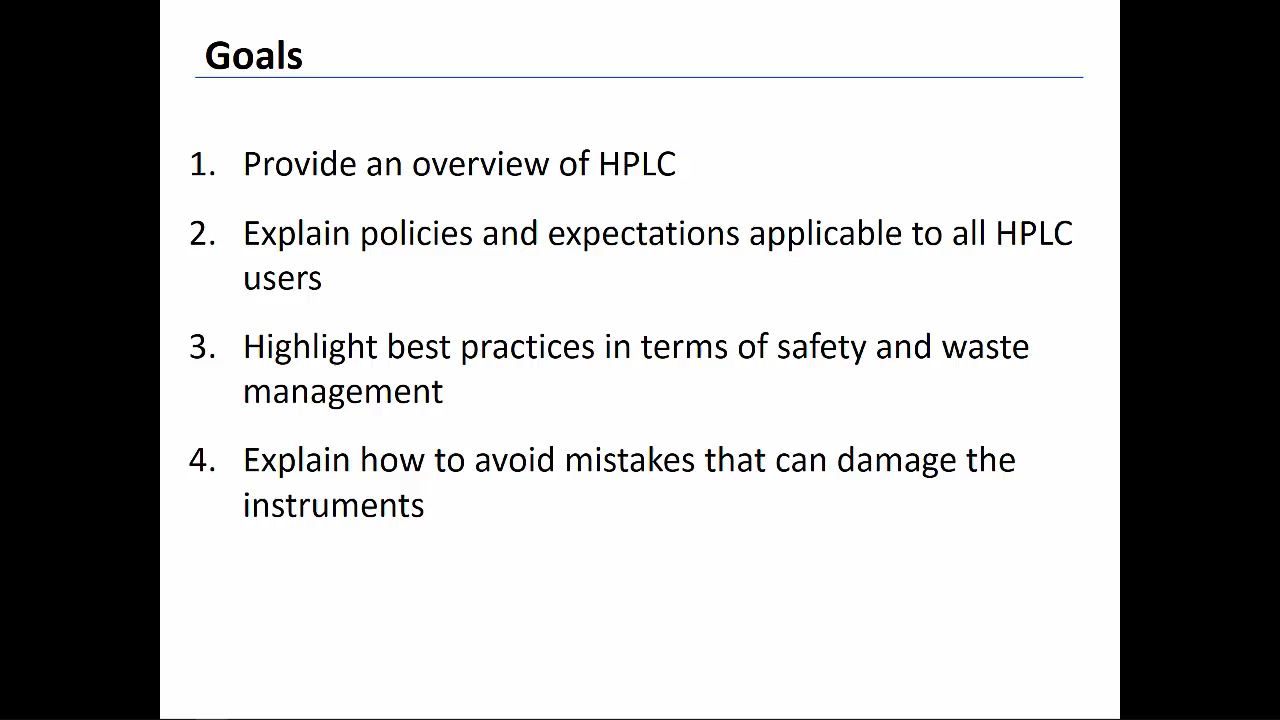 Goals
1. Provide an overview of HPLC
2. Explain policies and expectations applicable to all HPLC
users
3. Highlight best practices in terms of safety and waste
management
4. Explain how to avoid mistakes that can damage the
instruments